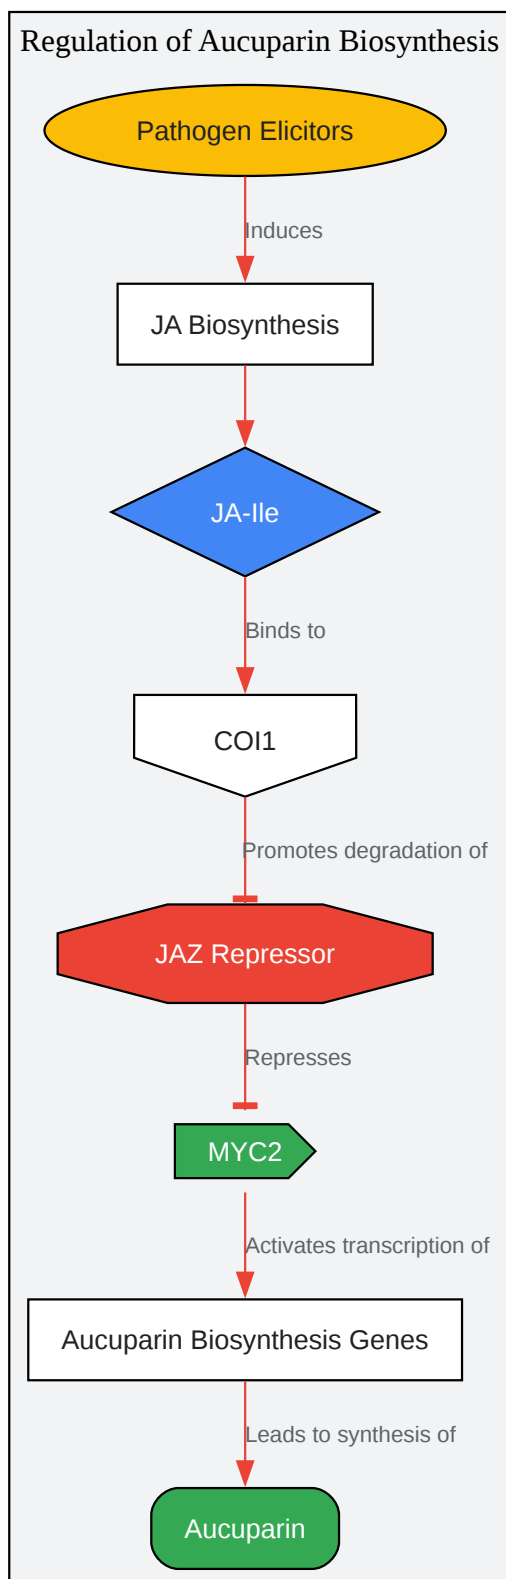 Regulation of Aucuparin Biosynthesis
Pathogen Elicitors
Induces
JA Biosynthesis
JA-Ile
Binds to
COI1
Promotes degradation of
JAZ Repressor
Represses
MYC2
Activates transcription of
Aucuparin Biosynthesis Genes
Leads to synthesis of
Aucuparin